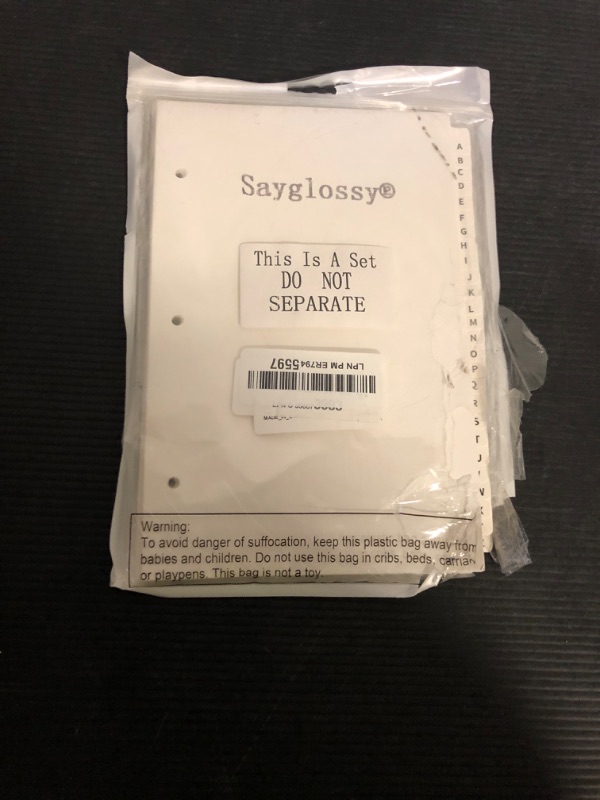 Sayglossy®
This Is A Set
DO NOT
SEPARATE
LPN PM ER7945597
Warning:
To avoid danger of suffocation, keep this plastic bag away from
babies and children. Do not use this bag in cribs, beds,
or playpens. This bag is not a toy.
A
B
C
D
E
F
G
H
I
J
K
L
M
N
O
P
Q
R
S
T
U
W
X